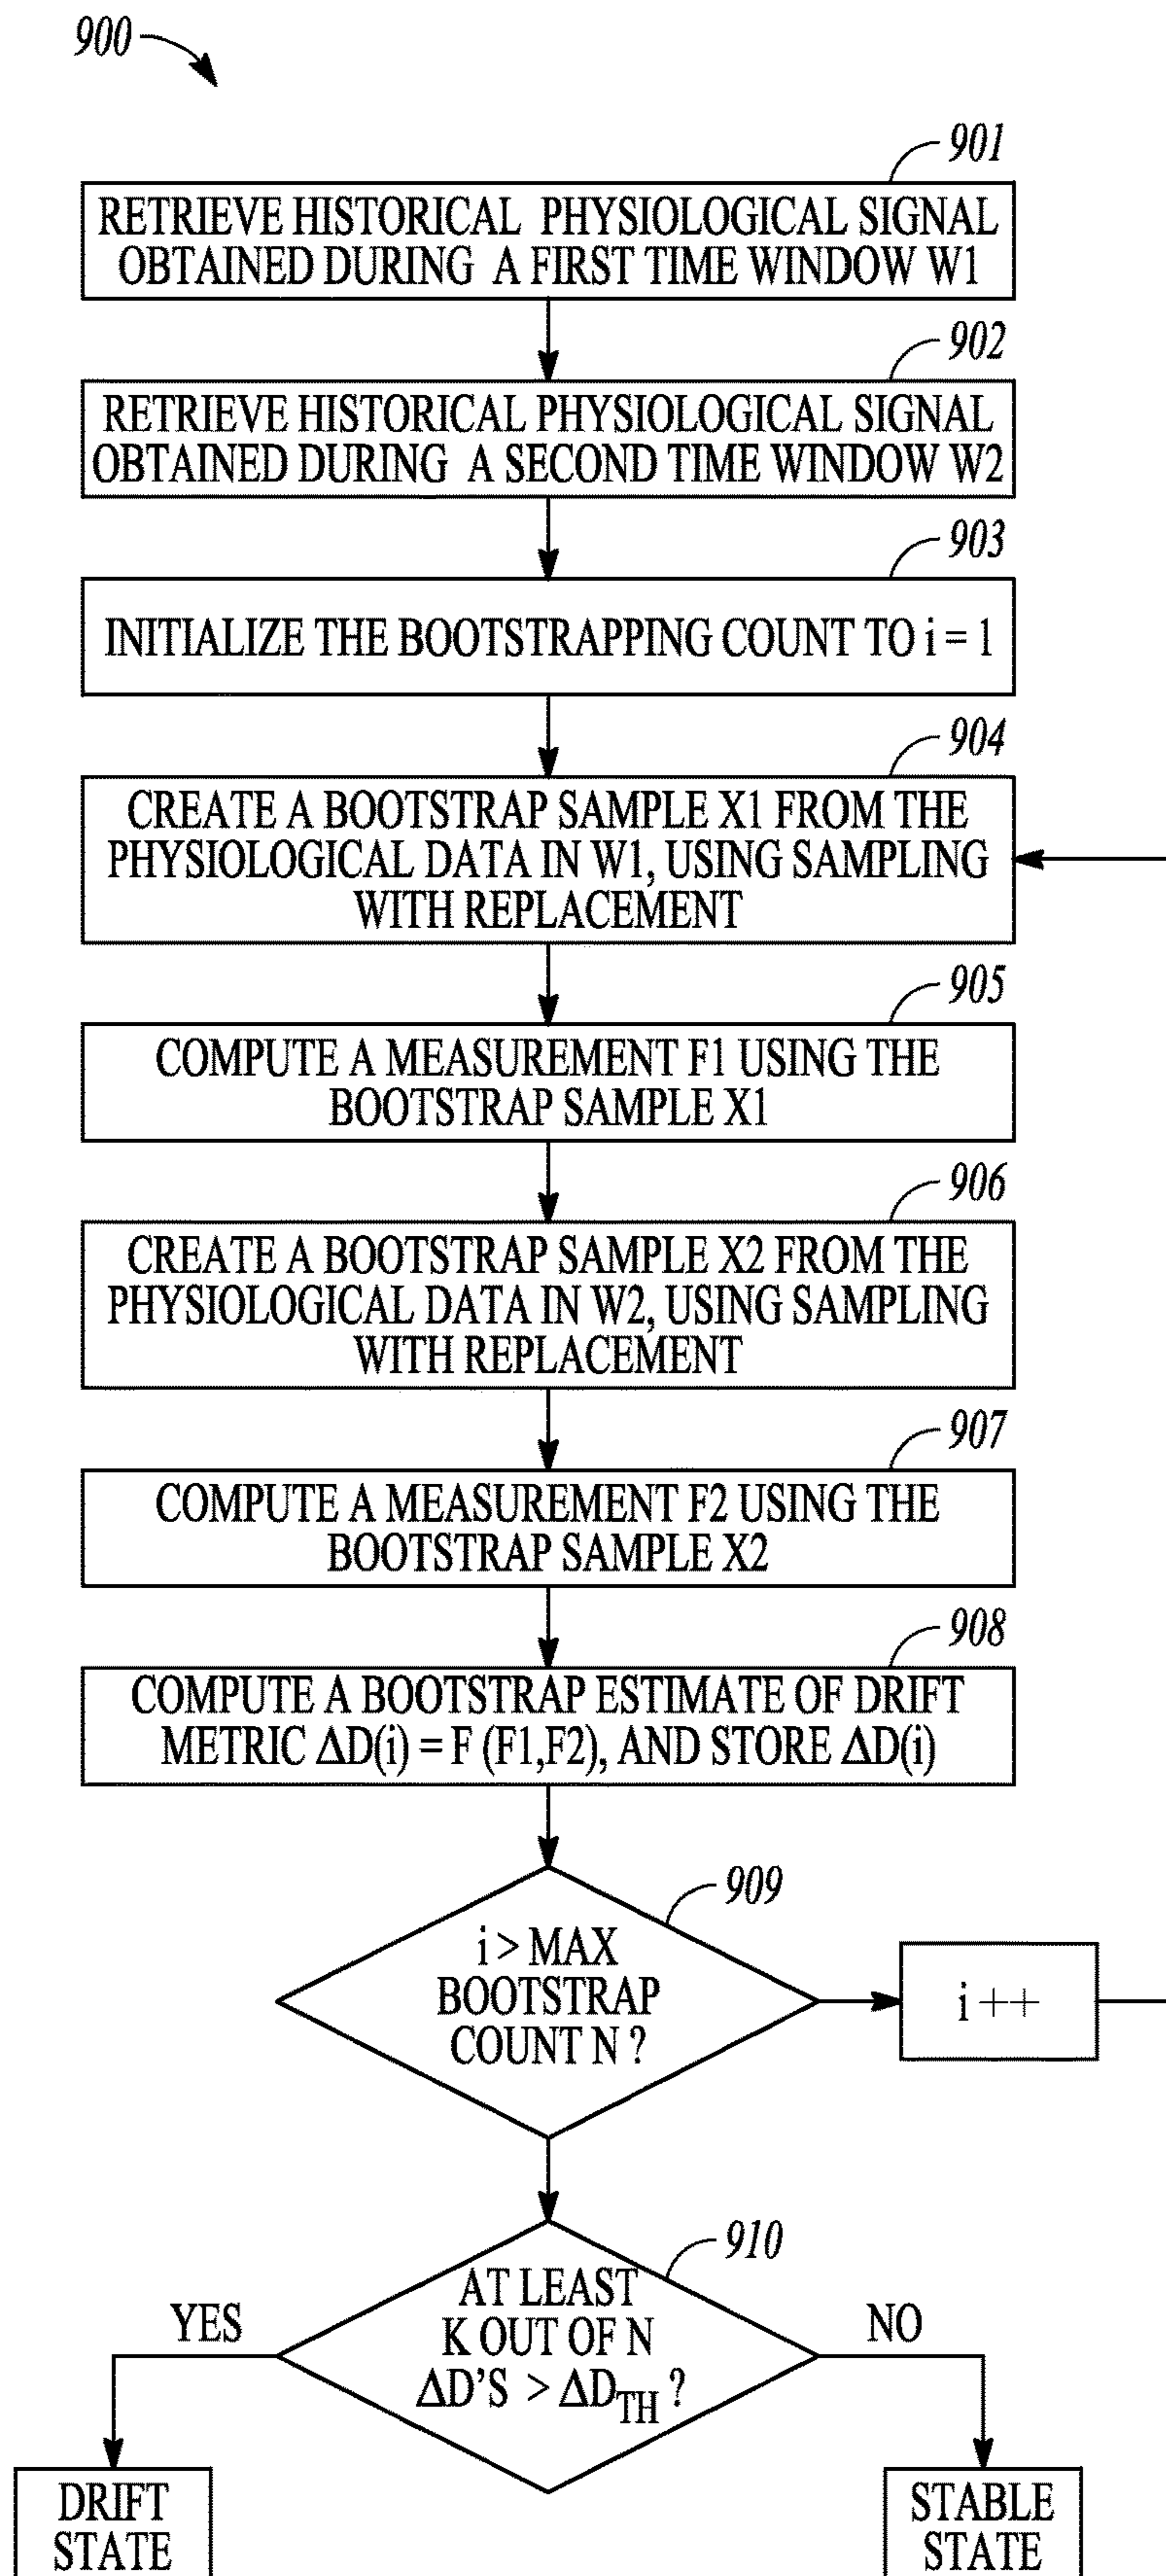 900
901
RETRIEVE HISTORICAL PHYSIOLOGICAL SIGNAL
OBTAINED DURING A FIRST TIME WINDOW W1
902
RETRIEVE HISTORICAL PHYSIOLOGICAL SIGNAL
OBTAINED DURING A SECOND TIME WINDOW W2
903
INITIALIZE THE BOOTSTRAPPING COUNT TO i = 1
904
CREATE A BOOTSTRAP SAMPLE X1 FROM THE
PHYSIOLOGICAL DATA IN W1, USING SAMPLING
WITH REPLACEMENT
905
COMPUTE A MEASUREMENT F1 USING THE
BOOTSTRAP SAMPLE X1
906
CREATE A BOOTSTRAP SAMPLE X2 FROM THE
PHYSIOLOGICAL DATA IN W2, USING SAMPLING
WITH REPLACEMENT
907
COMPUTE A MEASUREMENT F2 USING THE
BOOTSTRAP SAMPLE X2
908
COMPUTE A BOOTSTRAP ESTIMATE OF DRIFT
METRIC ΔD(i) = F (F1,F2), AND STORE ΔD(i)
909
i > MAX
BOOTSTRAP
COUNT N ?
i ++
910
AT LEAST
K OUT OF N
ΔD'S > ΔD_TH ?
YES
NO
DRIFT
STATE
STABLE
STATE